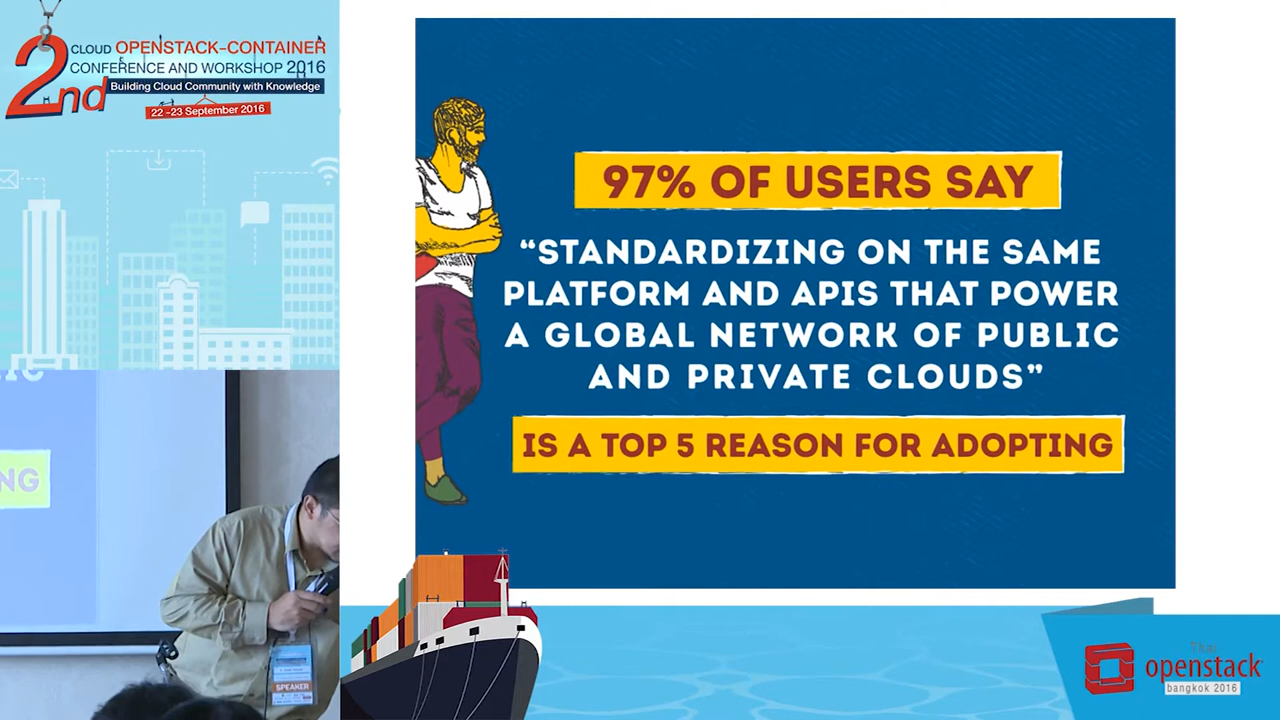 2nd
CLOUD OPENSTACK-CONTAINER
CONFERENCE AND WORKSHOP 2016
Building Cloud Community with Knowledge
22 -23 September 2016
97% OF USERS SAY
“STANDARDIZING ON THE SAME
PLATFORM AND APIS THAT POWER
A GLOBAL NETWORK OF PUBLIC
AND PRIVATE CLOUDS”
IS A TOP 5 REASON FOR ADOPTING
NG
SPEAKER
Thai
openstack
bangkok 2016